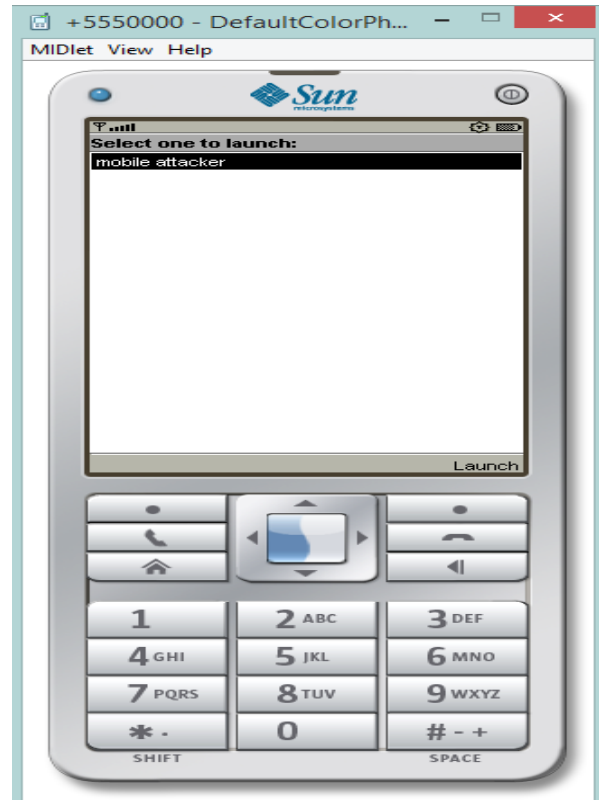 +5550000 - DefaultColorPh...
MIDlet View Help
Sun
microsystems
Select one to launch:
mobile attacker
Launch
1 2 ABC 3 DEF
4 GHI 5 JKL 6 MNO
7 PQRS 8 TUV 9 WXYZ
* . 0 # - +
SHIFT SPACE